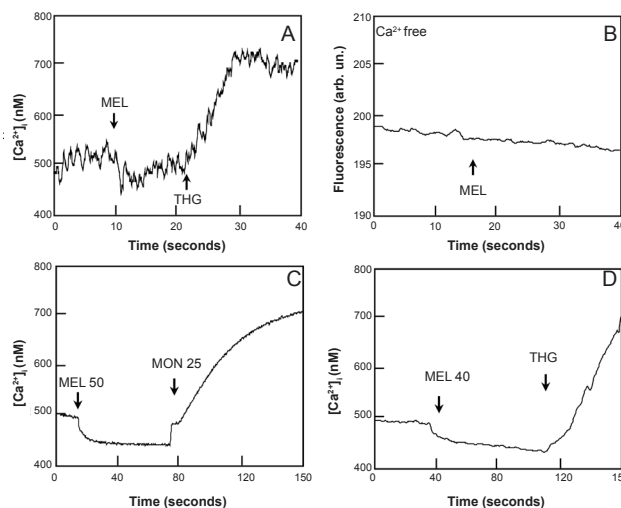 A
800
700
600
500
400
[Ca²⁺]i (nM)
MEL
THG
0 10 20 30 40
Time (seconds)
B
Ca²⁺ free
210
205
200
195
190
Fluorescence (arb. un.)
MEL
0 10 20 30 40
Time (seconds)
C
800
700
600
500
400
[Ca²⁺]i (nM)
MEL 50
MON 25
0 40 80 120 150
Time (seconds)
D
800
700
600
500
400
[Ca²⁺]i (nM)
MEL 40
THG
0 40 80 120 150
Time (seconds)